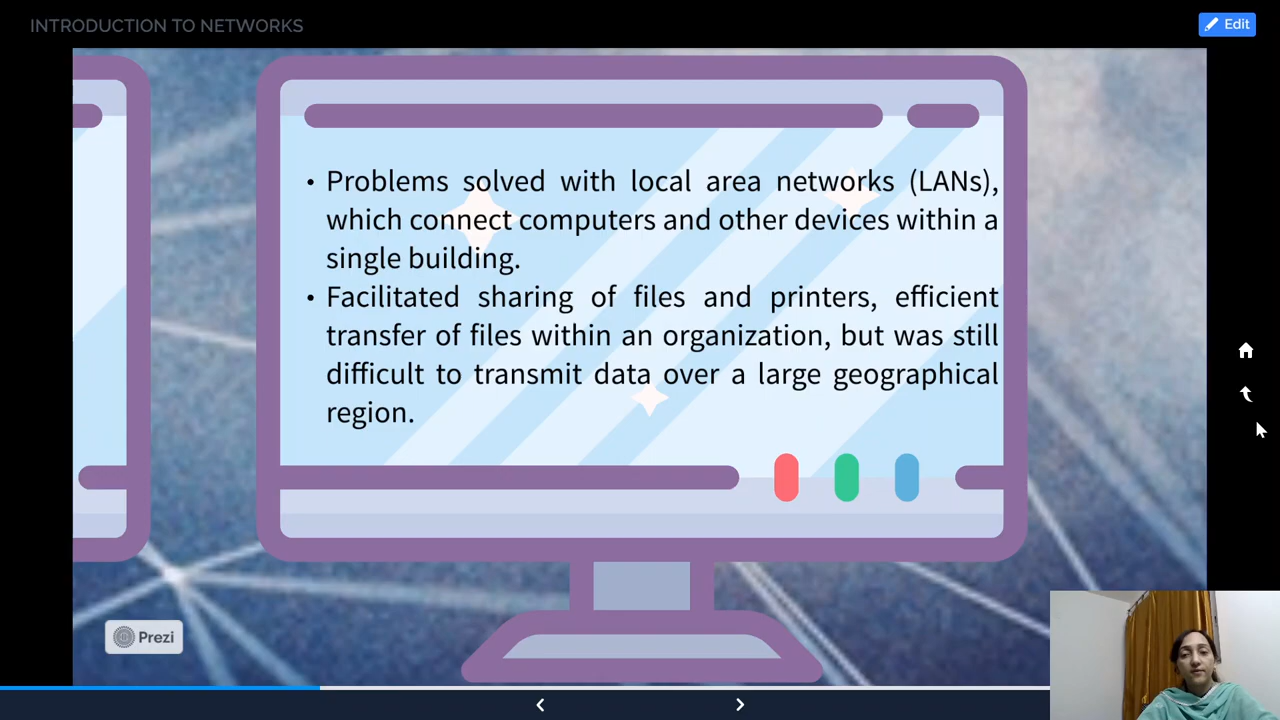 INTRODUCTION TO NETWORKS
Edit
• Problems solved with local area networks (LANs),
which connect computers and other devices within a
single building.
• Facilitated sharing of files and printers, efficient
transfer of files within an organization, but was still
difficult to transmit data over a large geographical
region.
Prezi